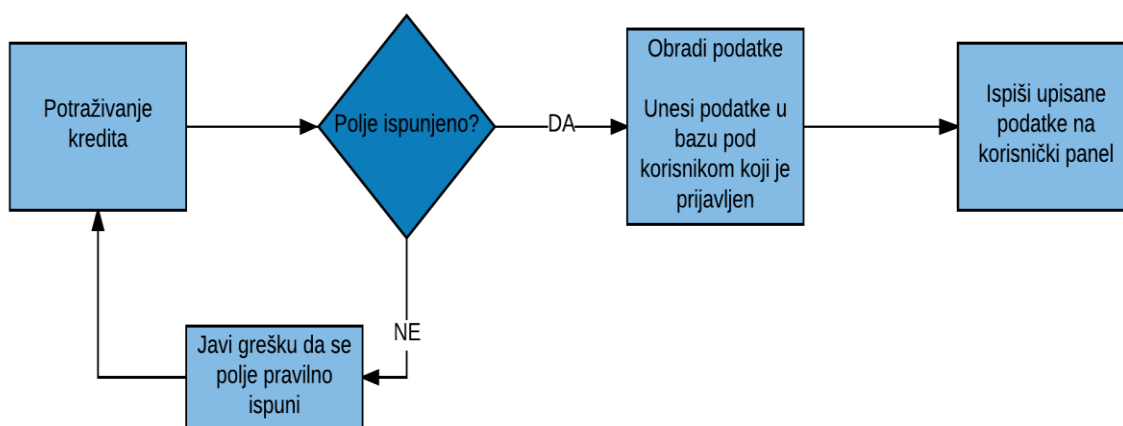 Potraživanje
kredita
Polje ispunjeno?
DA
Obradi podatke
Unesi podatke u
bazu pod
korisnikom koji je
prijavljen
Ispiši upisane
podatke na
korisnički panel
NE
Javi grešku da se
polje pravilno
ispuni